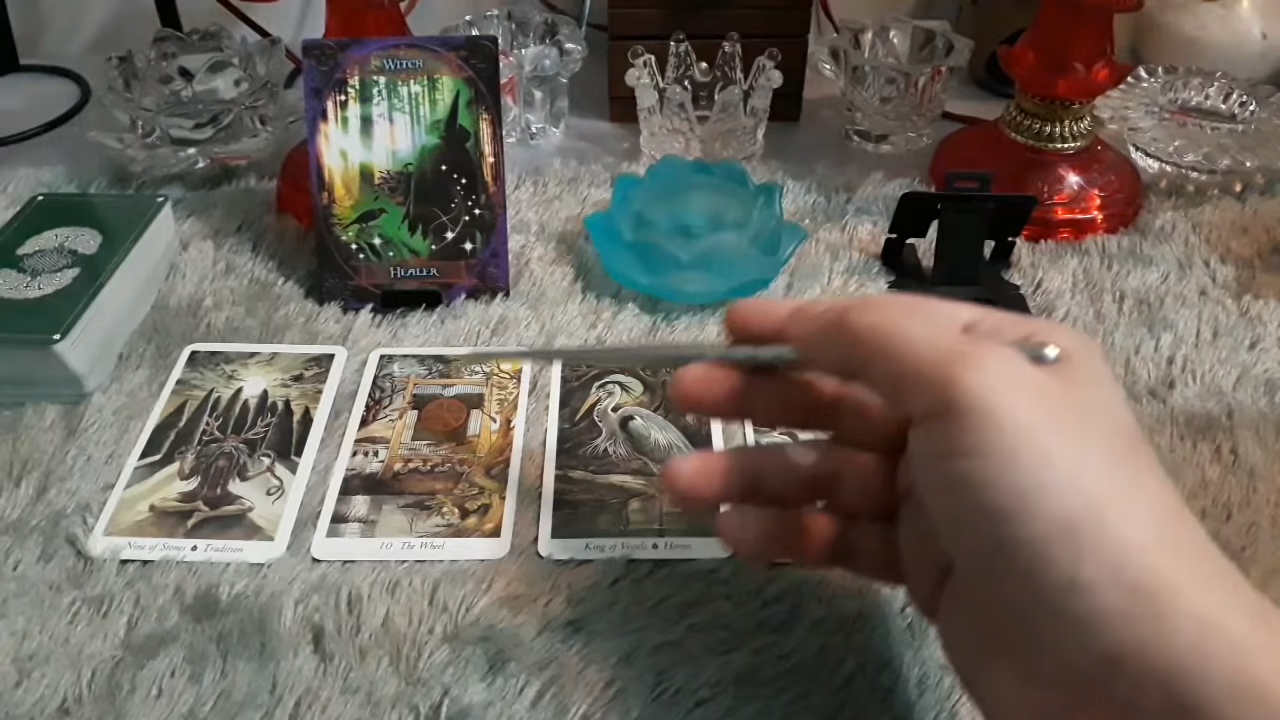 WITCH
HEALER
Nine of Stones ♠ Tradition
10 The Wheel
King of Vessels ♠ Heron